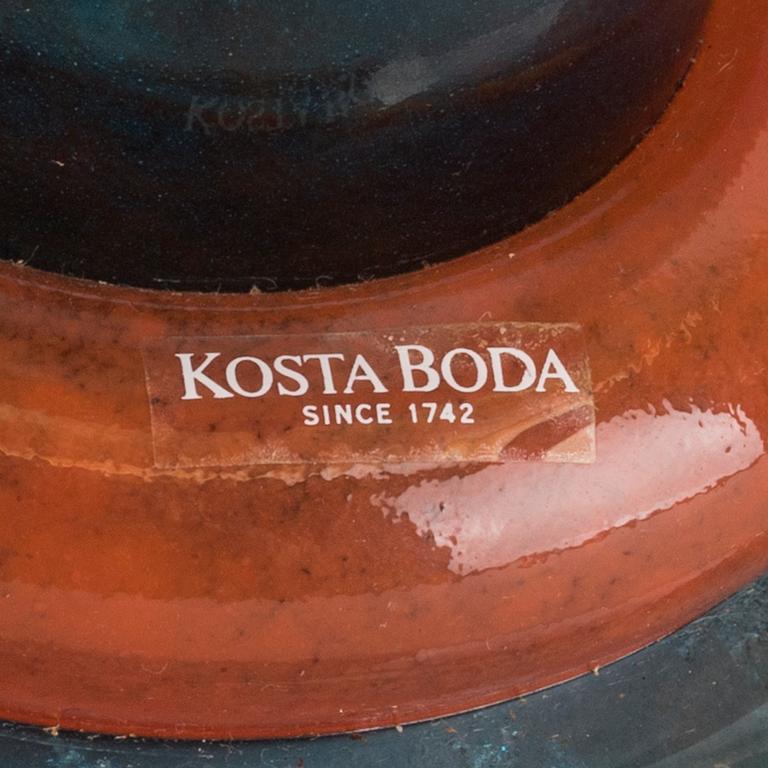 KOSTA BODA
SINCE 1742